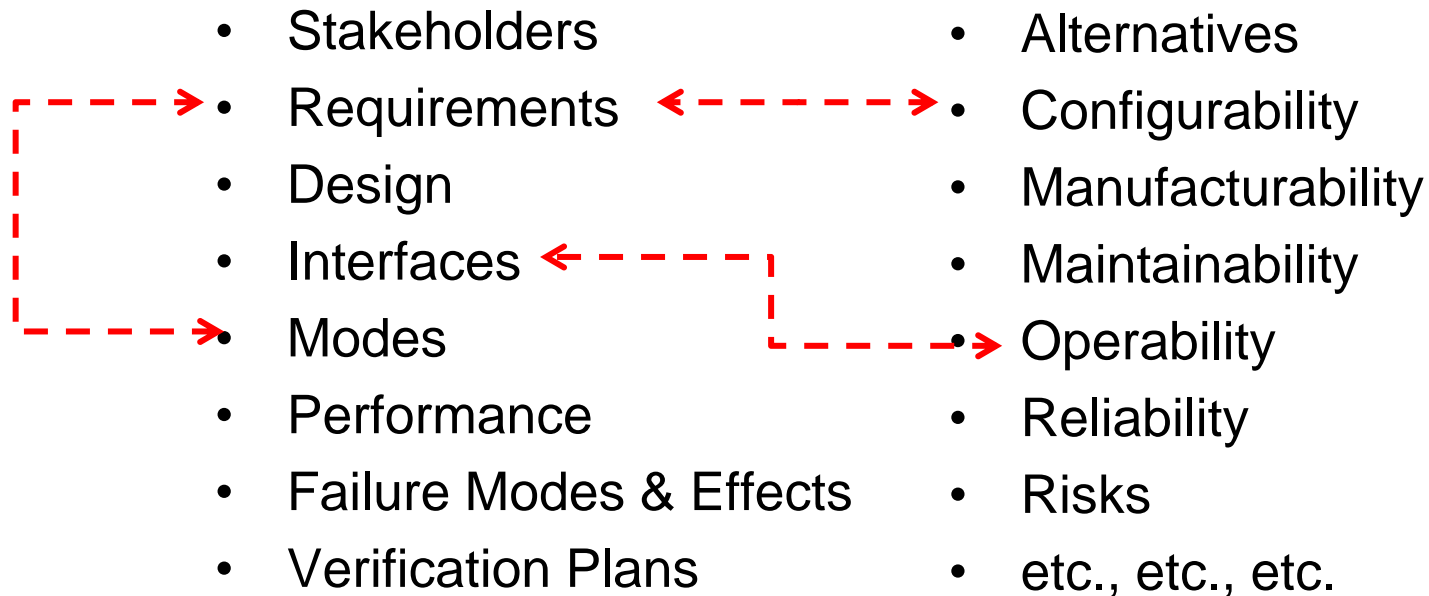 • Stakeholders
• Requirements
• Design
• Interfaces
• Modes
• Performance
• Failure Modes & Effects
• Verification Plans
• Alternatives
• Configurability
• Manufacturability
• Maintainability
• Operability
• Reliability
• Risks
• etc., etc., etc.